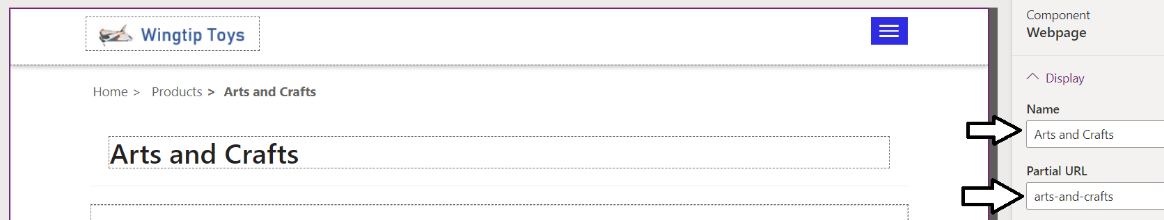 Wingtip Toys
Home > Products > Arts and Crafts
Arts and Crafts
Component
Webpage
Display
Name
Arts and Crafts
Partial URL
arts-and-crafts